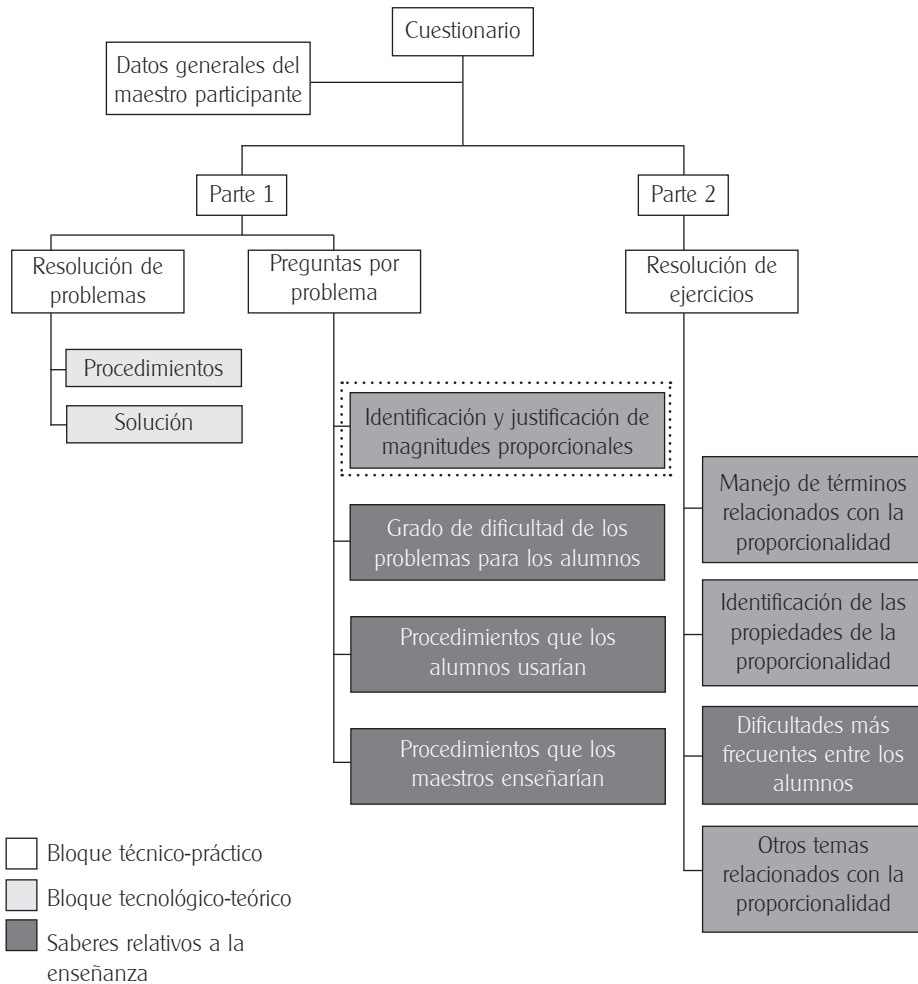 Cuestionario
Datos generales del
maestro participante
Parte 1
Parte 2
Resolución de
problemas
Preguntas por
problema
Resolución de
ejercicios
Procedimientos
Solución
Identificación y justificación de
magnitudes proporcionales
Grado de dificultad de los
problemas para los alumnos
Procedimientos que los
alumnos usarían
Procedimientos que los
maestros enseñarían
Manejo de términos
relacionados con la
proporcionalidad
Identificación de las
propiedades de la
proporcionalidad
Dificultades más
frecuentes entre los
alumnos
Otros temas
relacionados con la
proporcionalidad
Bloque técnico-práctico
Bloque tecnológico-teórico
Saberes relativos a la
enseñanza